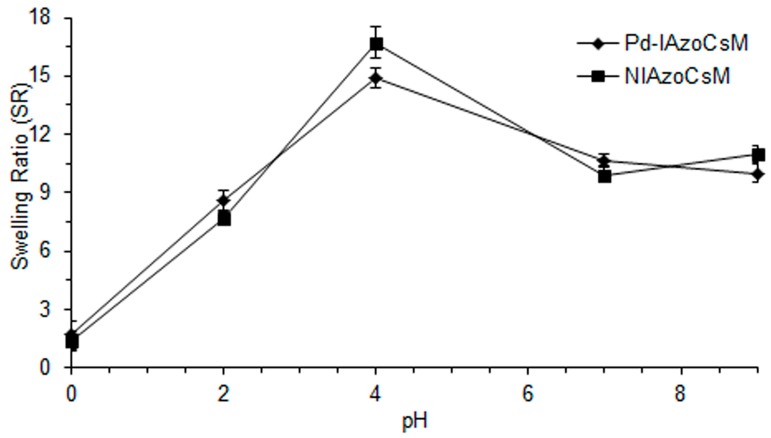 18
15
12
9
6
3
0
Swelling Ratio (SR)
Pd-IAzoCsM
NIAzoCsM
0 2 4 6 8
pH